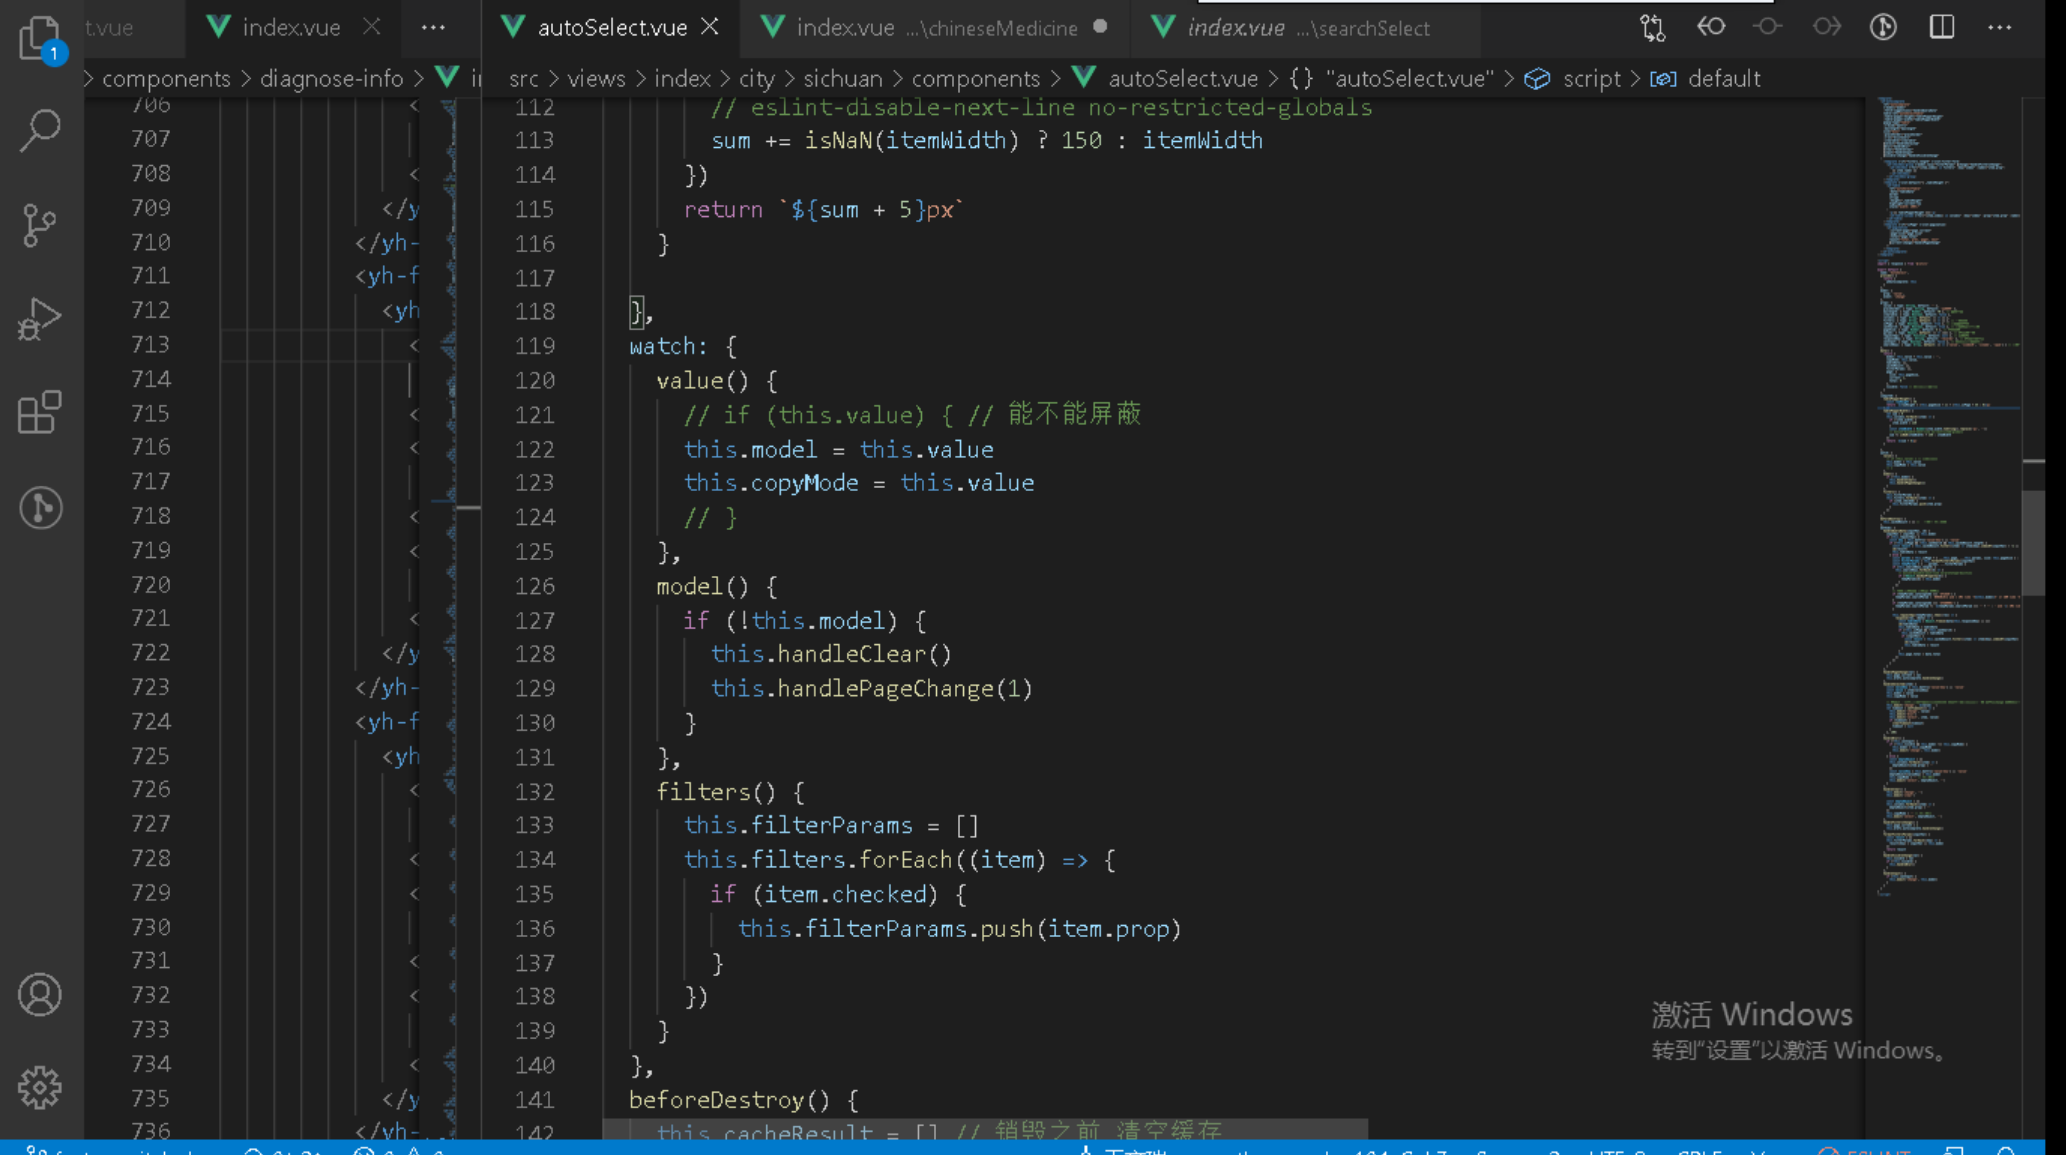 t.vue
index.vue
autoSelect.vue
index.vue ...\chineseMedicine
index.vue ...\searchSelect
1
components > diagnose-info >
src > views > index > city > sichuan > components > autoSelect.vue > {} "autoSelect.vue" > script > default
706
707
708
709 </y
710 </yh-
711 <yh-f
712 <yh
713 <
714
715 <
716 <
717 <
718 <
719 <
720
721 <
722 </y
723 </yh-
724 <yh-f
725 <yh
726 <
727
728 <
729 <
730 <
731 <
732 <
733
734 <
735 </y
736 </yh-
112 // eslint-disable-next-line no-restricted-globals
113 sum += isNaN(itemWidth) ? 150 : itemWidth
114 })
115 return `${sum + 5}px`
116 }
117
118 },
119 watch: {
120 value() {
121 // if (this.value) { // 能不能屏蔽
122 this.model = this.value
123 this.copyMode = this.value
124 // }
125 },
126 model() {
127 if (!this.model) {
128 this.handleClear()
129 this.handlePageChange(1)
130 }
131 },
132 filters() {
133 this.filterParams = []
134 this.filters.forEach((item) => {
135 if (item.checked) {
136 this.filterParams.push(item.prop)
137 }
138 })
139 }
140 },
141 beforeDestroy() {
142 this.cacheResult = [] // 销毁之前 清空缓存
激活 Windows
转到“设置”以激活 Windows。